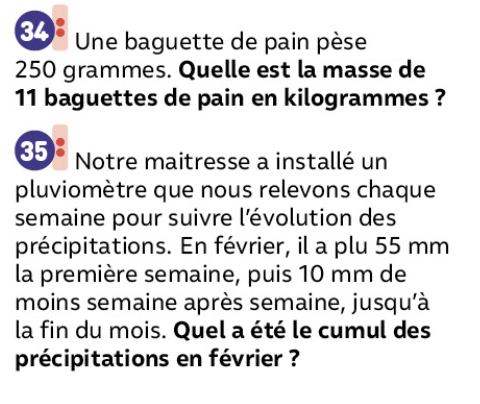 34 Une baguette de pain pèse
250 grammes. Quelle est la masse de
11 baguettes de pain en kilogrammes ?
35 Notre maitresse a installé un
pluviomètre que nous relevons chaque
semaine pour suivre l'évolution des
précipitations. En février, il a plu 55 mm
la première semaine, puis 10 mm de
moins semaine après semaine, jusqu'à
la fin du mois. Quel a été le cumul des
précipitations en février ?